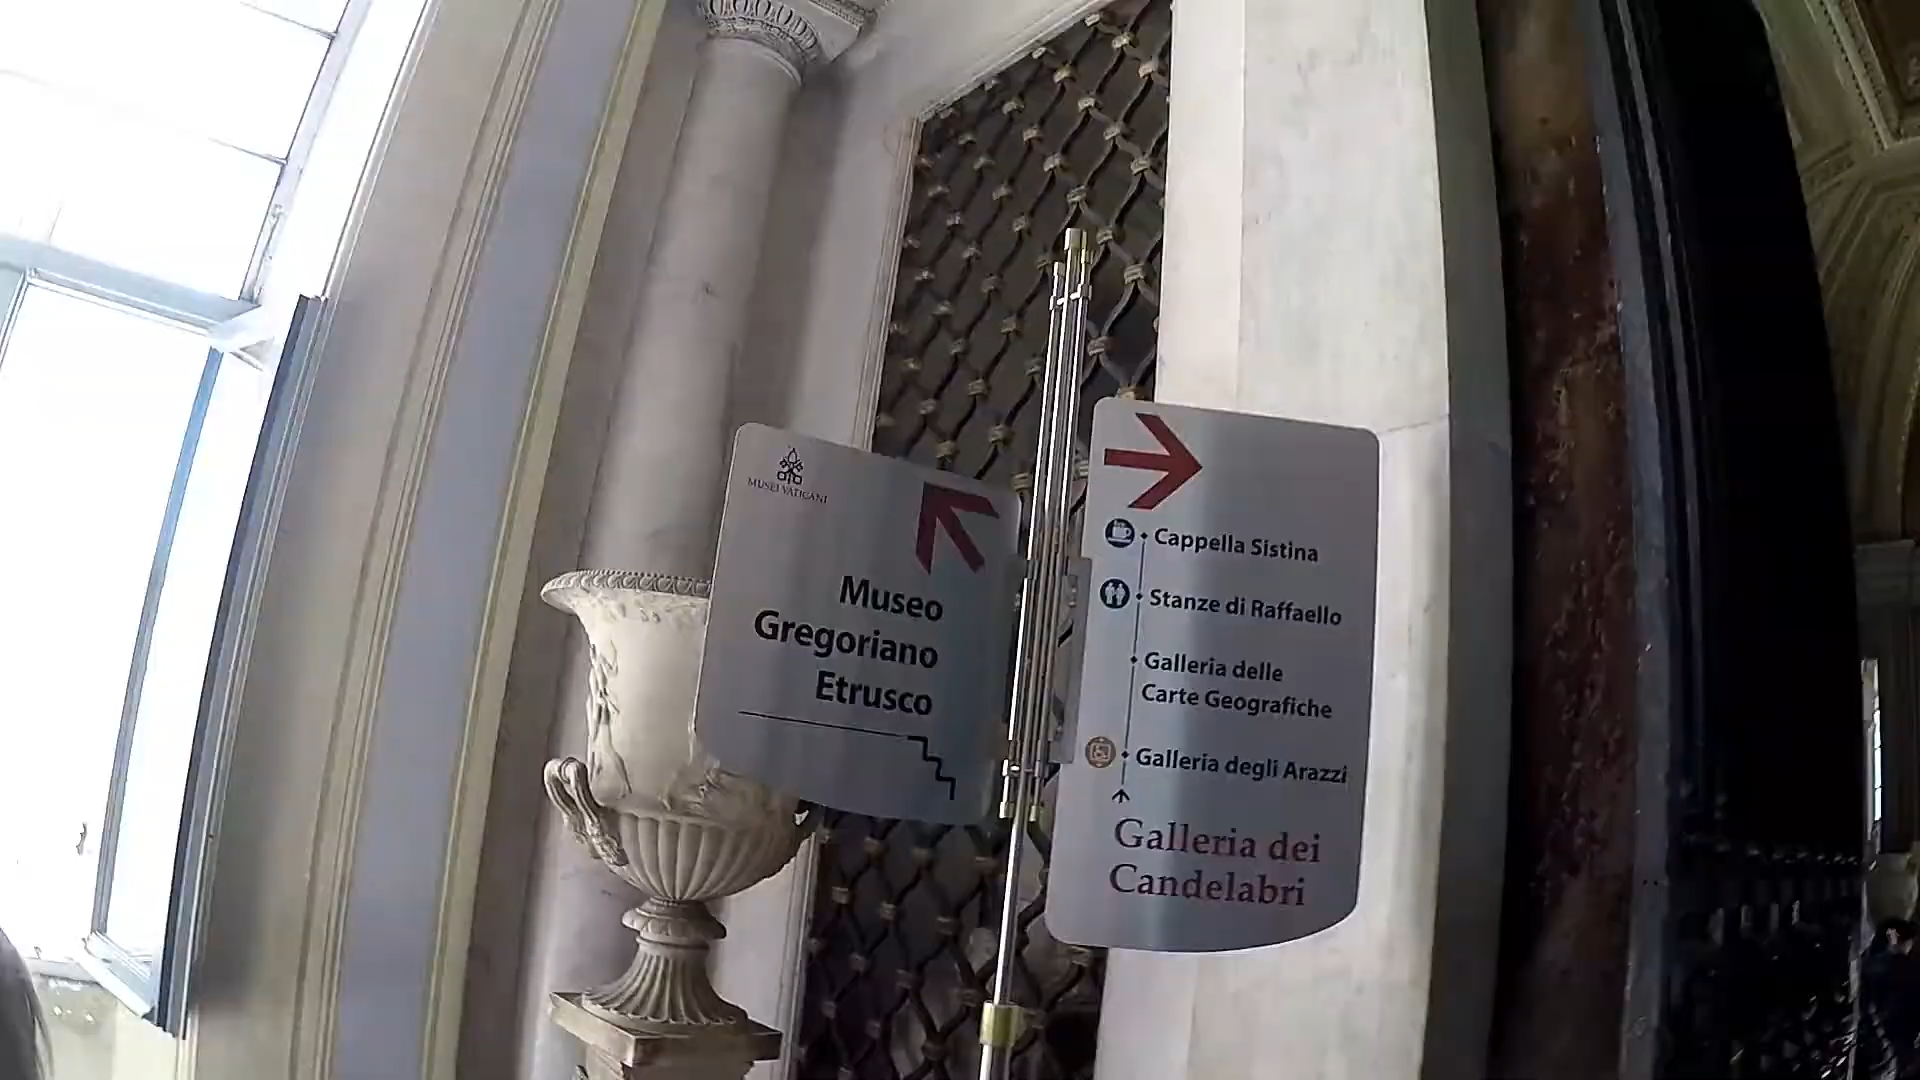 MUSEI VATICANI
Museo
Gregoriano
Etrusco
Cappella Sistina
Stanze di Raffaello
Galleria delle
Carte Geografiche
Galleria degli Arazzi
Galleria dei
Candelabri